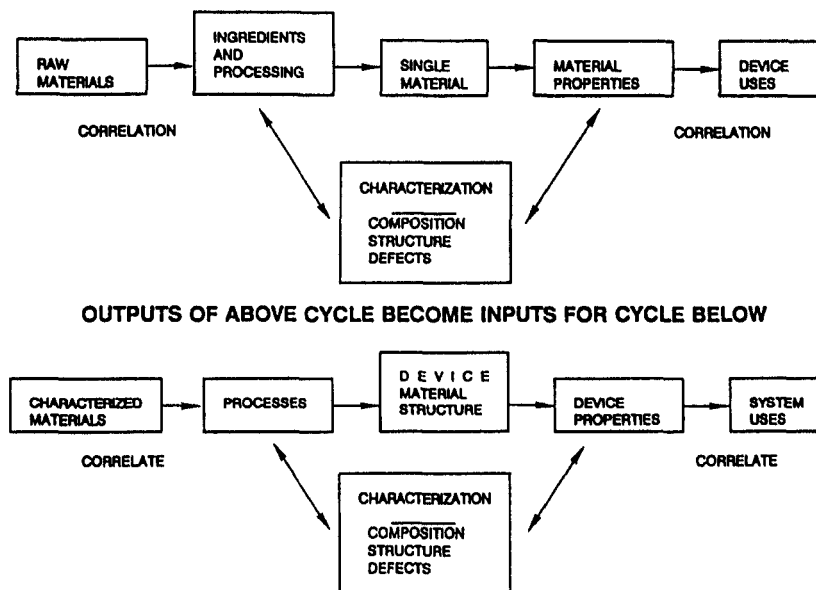 RAW
MATERIALS
INGREDIENTS
AND
PROCESSING
SINGLE
MATERIAL
MATERIAL
PROPERTIES
DEVICE
USES
CORRELATION
CORRELATION
CHARACTERIZATION
COMPOSITION
STRUCTURE
DEFECTS
OUTPUTS OF ABOVE CYCLE BECOME INPUTS FOR CYCLE BELOW
CHARACTERIZED
MATERIALS
PROCESSES
D E V I C E
MATERIAL
STRUCTURE
DEVICE
PROPERTIES
SYSTEM
USES
CORRELATE
CORRELATE
CHARACTERIZATION
COMPOSITION
STRUCTURE
DEFECTS